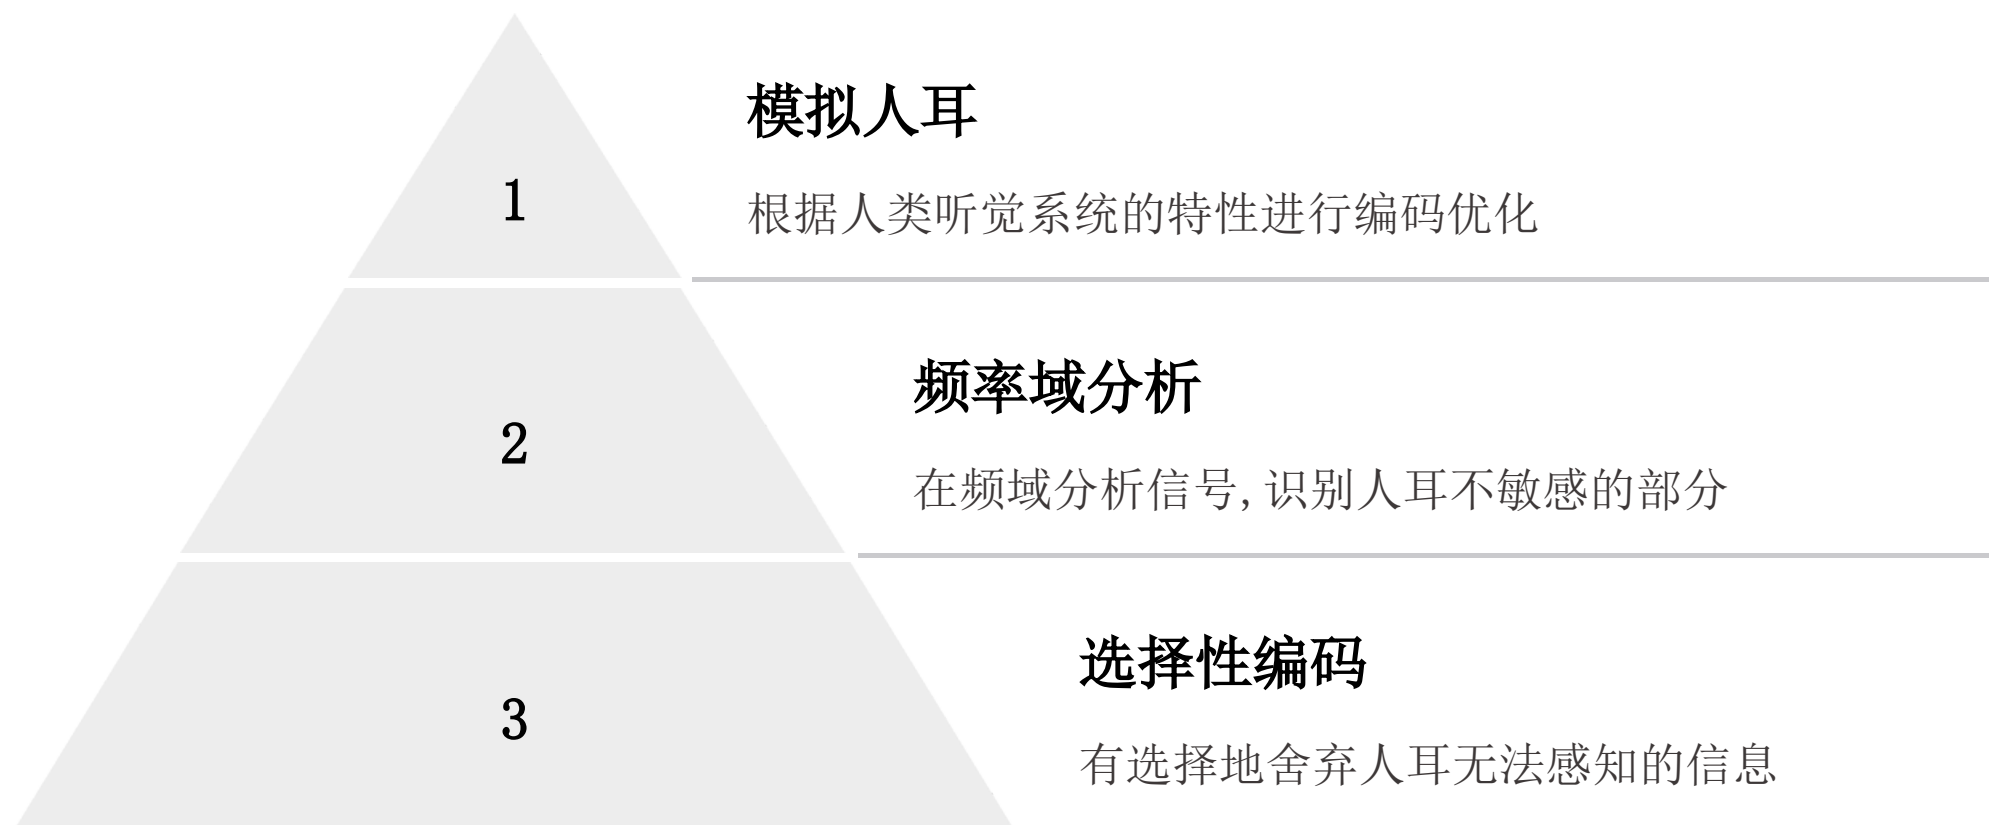 模拟人耳
1
根据人类听觉系统的特性进行编码优化
频率域分析
2
在频域分析信号,识别人耳不敏感的部分
选择性编码
3
有选择地舍弃人耳无法感知的信息